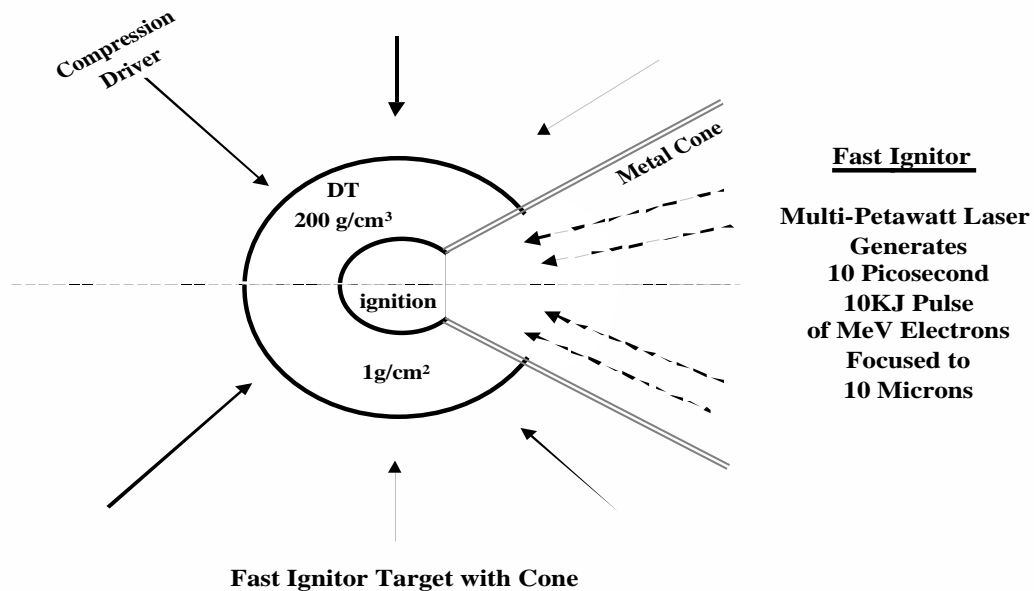 Compression
Driver
DT
200 g/cm³
ignition
1g/cm²
Metal Cone
Fast Ignitor
Multi-Petawatt Laser
Generates
10 Picosecond
10KJ Pulse
of MeV Electrons
Focused to
10 Microns
Fast Ignitor Target with Cone